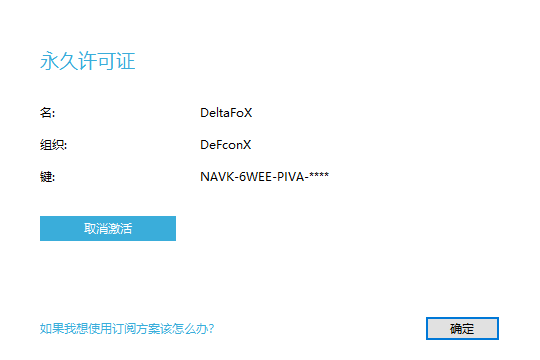 永久许可证
名: DeltaFoX
组织: DeFconX
键: NAVK-6WEE-PIVA-****
取消激活
如果我想使用订阅方案该怎么办? 确定